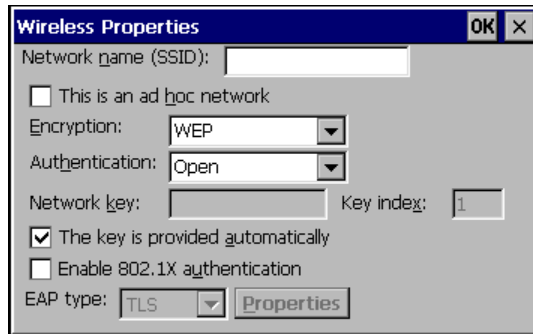 Wireless Properties OK ×
Network name (SSID):
This is an ad hoc network
Encryption: WEP
Authentication: Open
Network key: Key index: 1
The key is provided automatically
Enable 802.1X authentication
EAP type: TLS Properties